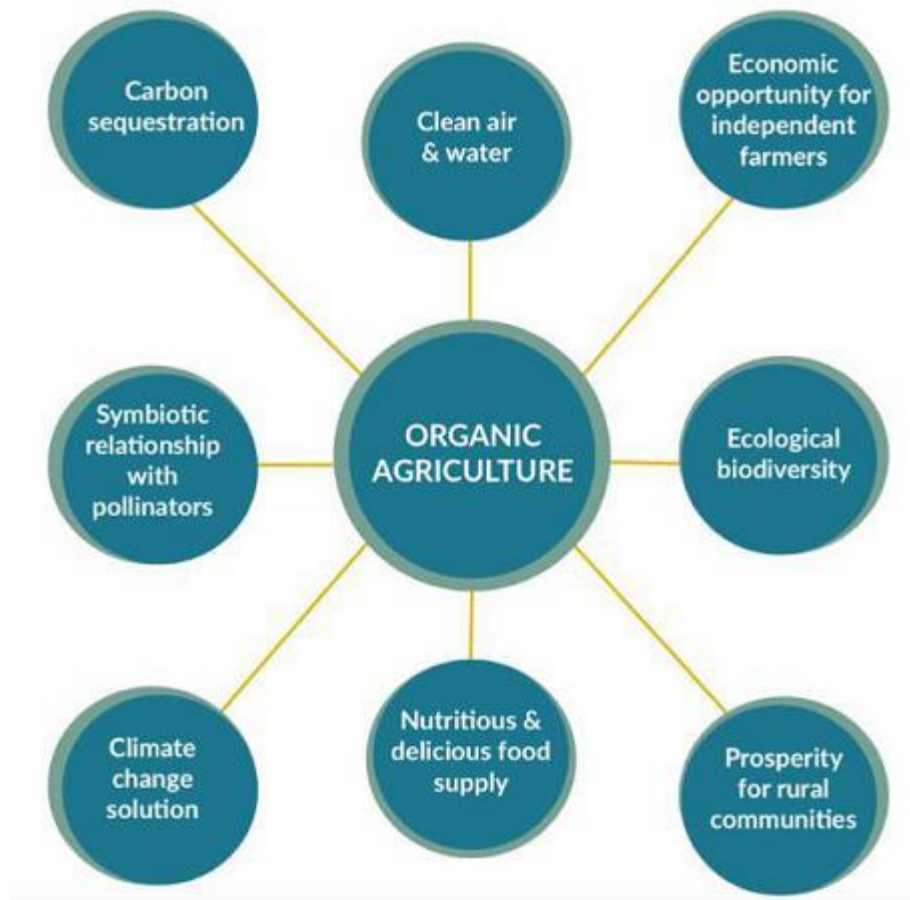 Carbon
sequestration
Clean air
& water
Economic
opportunity for
independent
farmers
Symbiotic
relationship
with
pollinators
ORGANIC
AGRICULTURE
Ecological
biodiversity
Climate
change
solution
Nutritious &
delicious food
supply
Prosperity
for rural
communities